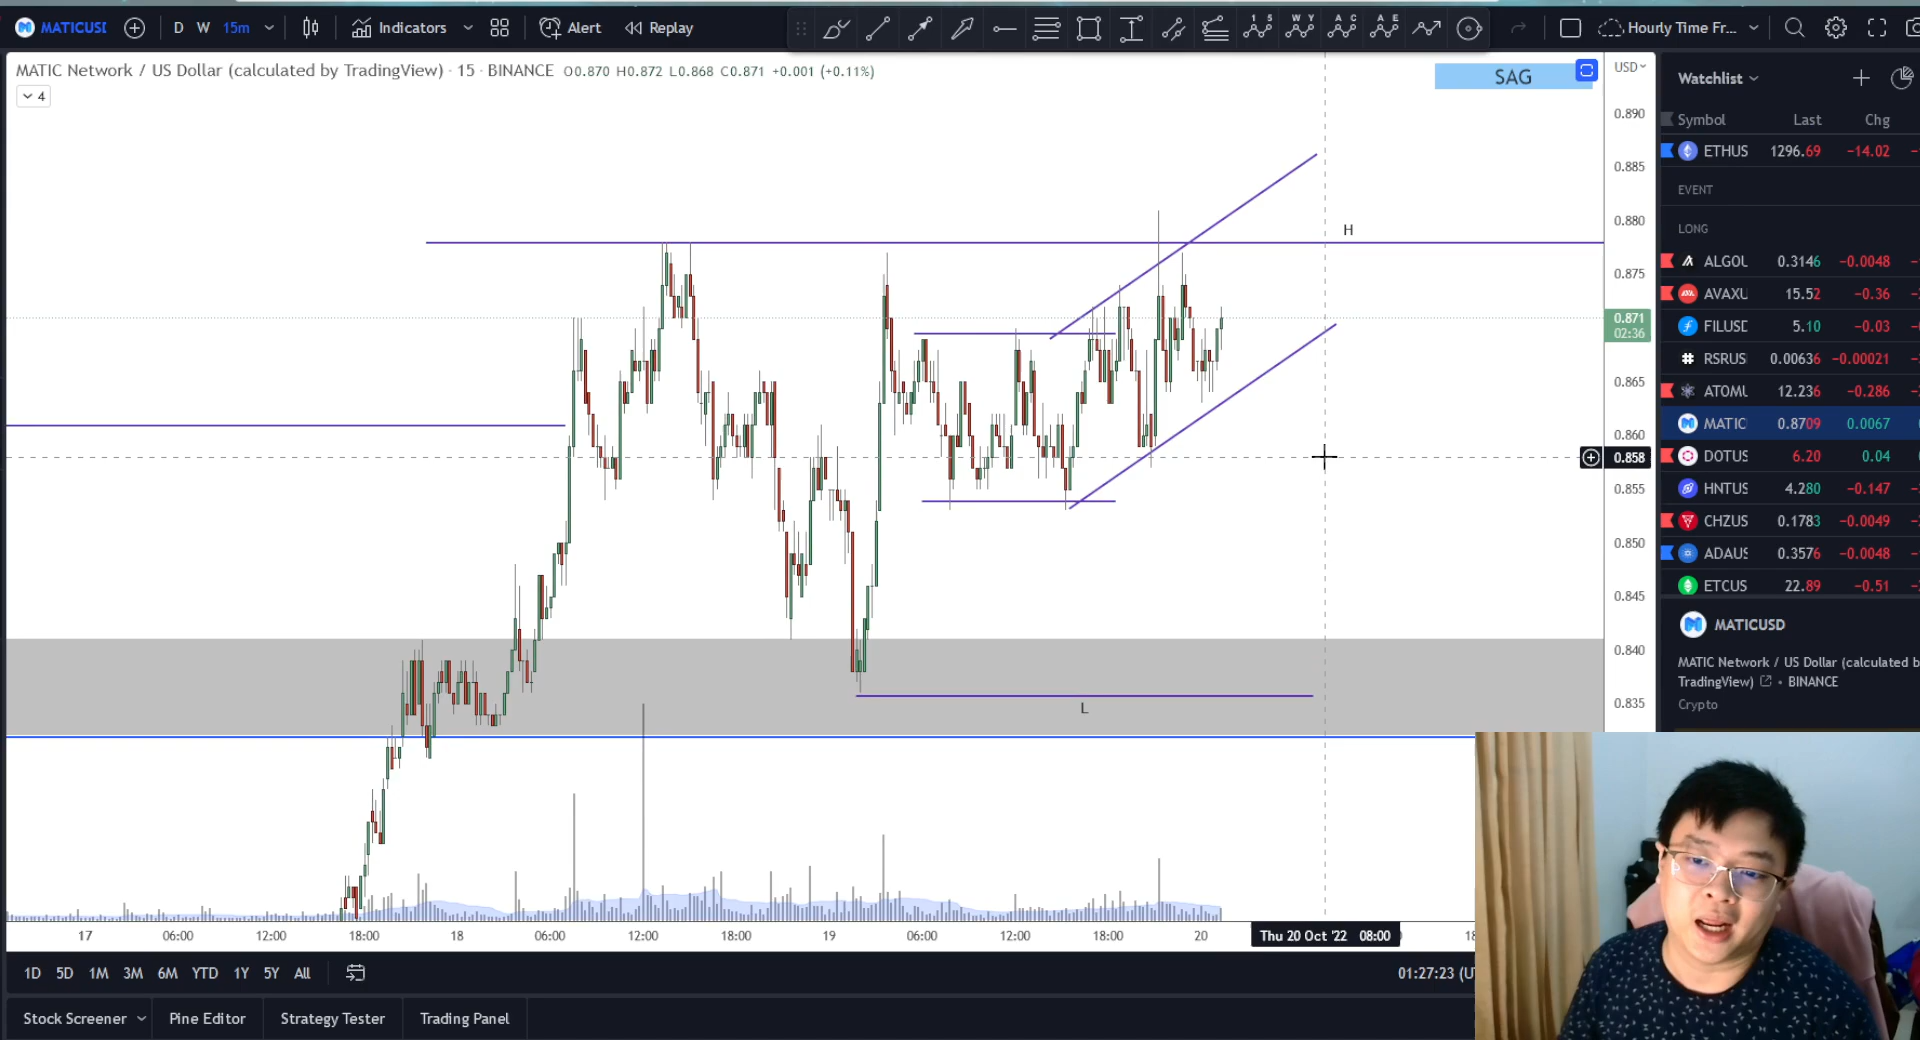 MATICUSI
D W 15m Indicators Alert Replay
1 5 W Y A C A E
Hourly Time Fr...
MATIC Network / US Dollar (calculated by TradingView) · 15 · BINANCE O0.870 H0.872 L0.868 C0.871 +0.001 (+0.11%)
4
SAG
USD
0.890
0.885
0.880
0.875
0.871
02:36
0.865
0.860
0.858
0.855
0.850
0.845
0.840
0.835
H
L
17 06:00 12:00 18:00 18 06:00 12:00 18:00 19 06:00 12:00 18:00 20 Thu 20 Oct '22 08:00
1D 5D 1M 3M 6M YTD 1Y 5Y All
01:27:23 (U
Stock Screener Pine Editor Strategy Tester Trading Panel
Watchlist
Symbol Last Chg
ETHUS 1296.69 −14.02
EVENT
LONG
ALGOU 0.3146 −0.0048
AVAXU 15.52 −0.36
FILUSD 5.10 −0.03
RSRUS 0.00636 −0.00021
ATOMU 12.236 −0.286
MATIC 0.8709 0.0067
DOTUS 6.20 0.04
HNTUS 4.280 −0.147
CHZUS 0.1783 −0.0049
ADAUS 0.3576 −0.0048
ETCUS 22.89 −0.51
MATICUSD
MATIC Network / US Dollar (calculated b
TradingView) • BINANCE
Crypto